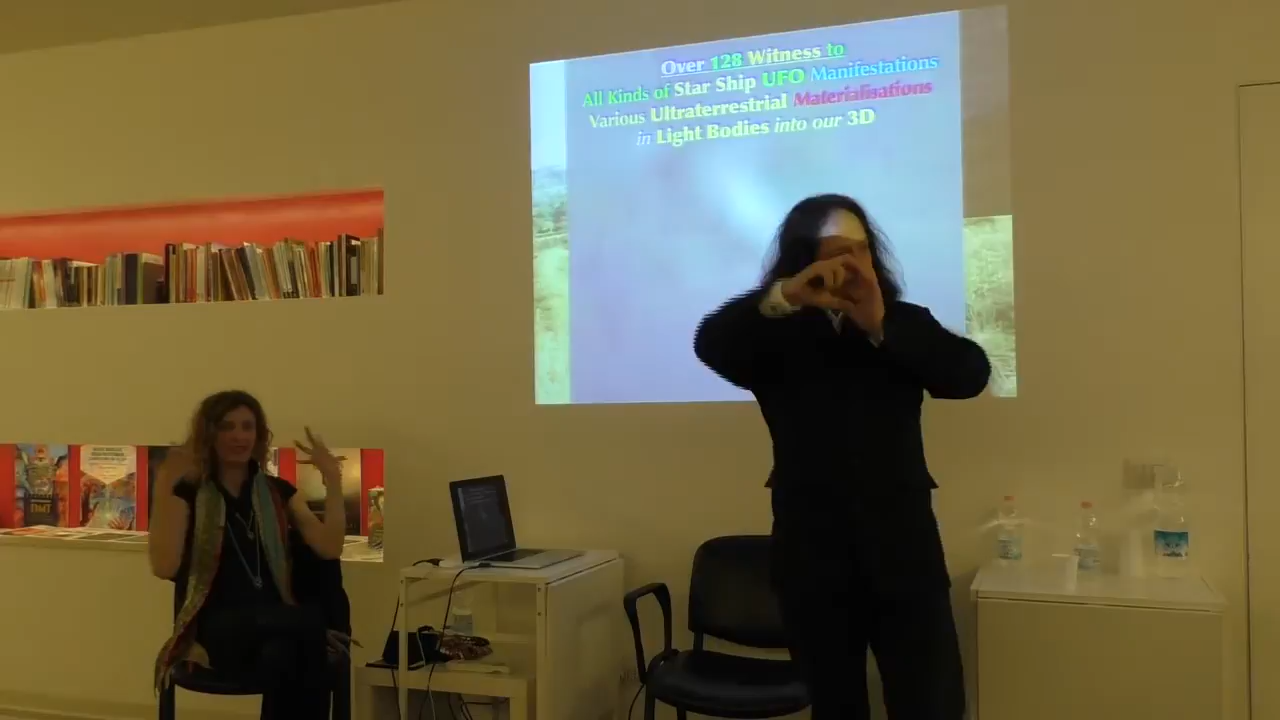 Over 128 Witness to
All Kinds of Star Ship UFO Manifestations
Various Ultraterrestrial Materialisations
in Light Bodies into our 3D
DMT